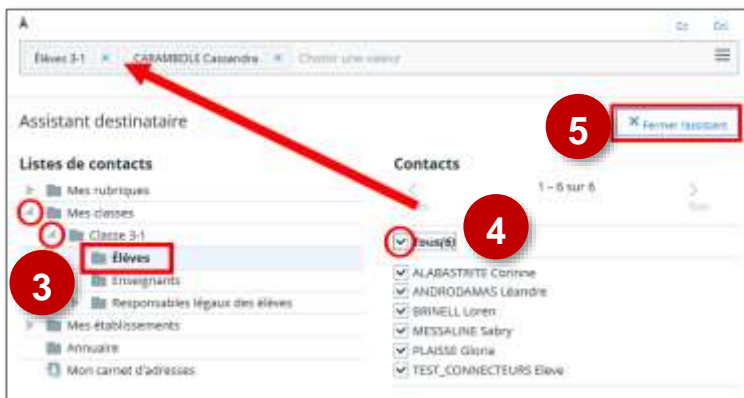 À Cc Cci
Élèves 3-1 × CARAMBOLE Cassandre × Choisir une valeur
Assistant destinataire
5
× Fermer l'assistant
Listes de contacts
Contacts
Mes rubriques
1 – 6 sur 6
Mes classes
Classe 3-1
4
Tous(6)
Élèves
3
Enseignants
Responsables légaux des élèves
Mes établissements
Annuaire
Mon carnet d'adresses
ALABASTRITE Corinne
ANDRODAMAS Léandre
BRINELL Loren
MESSALINE Sabry
PLAISSE Gloria
TEST_CONNECTEURS Eleve